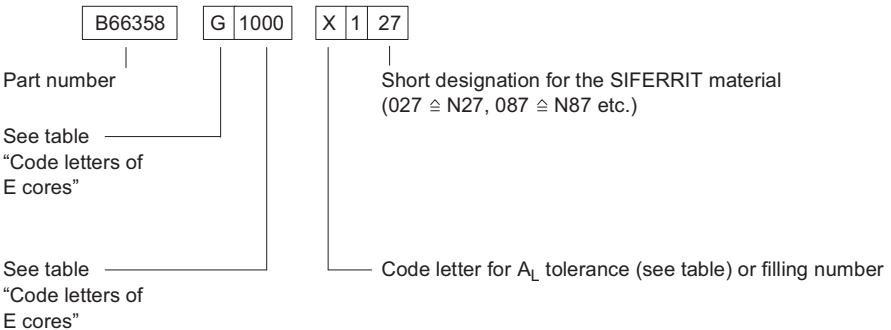 B66358 G 1000 X 1 27
Part number
Short designation for the SIFERRIT material
(027 ≙ N27, 087 ≙ N87 etc.)
See table
“Code letters of
E cores”
See table
“Code letters of
E cores”
Code letter for AL tolerance (see table) or filling number